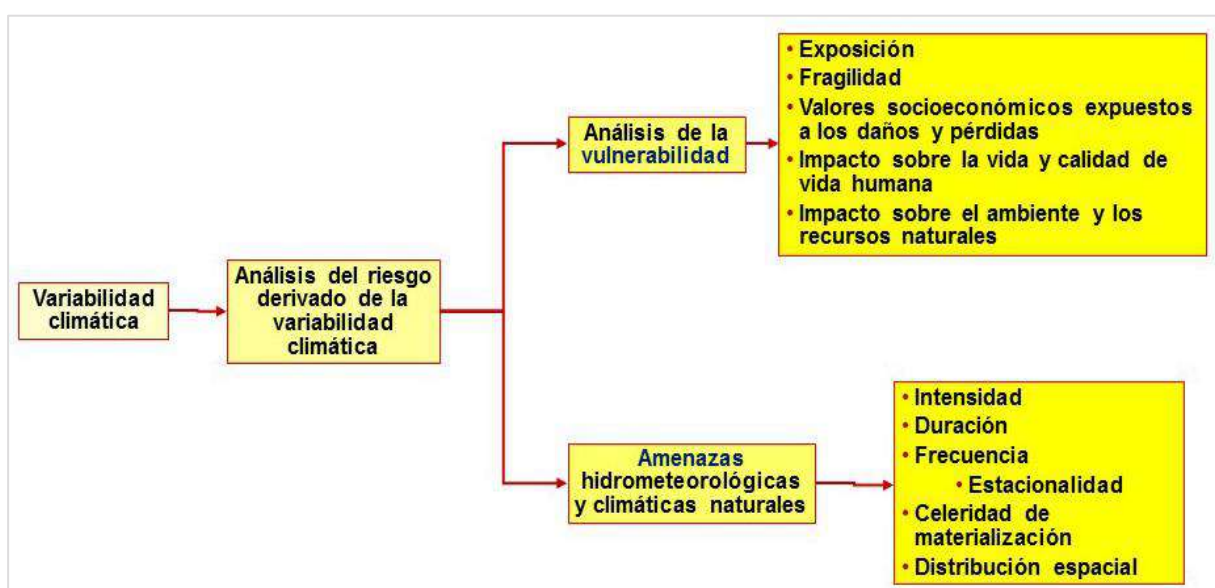 Variabilidad
climática
Análisis del riesgo
derivado de la
variabilidad
climática
Análisis de la
vulnerabilidad
• Exposición
• Fragilidad
• Valores socioeconómicos expuestos
a los daños y pérdidas
• Impacto sobre la vida y calidad de
vida humana
• Impacto sobre el ambiente y los
recursos naturales
Amenazas
hidrometeorológicas
y climáticas naturales
• Intensidad
• Duración
• Frecuencia
• Estacionalidad
• Celeridad de
materialización
• Distribución espacial